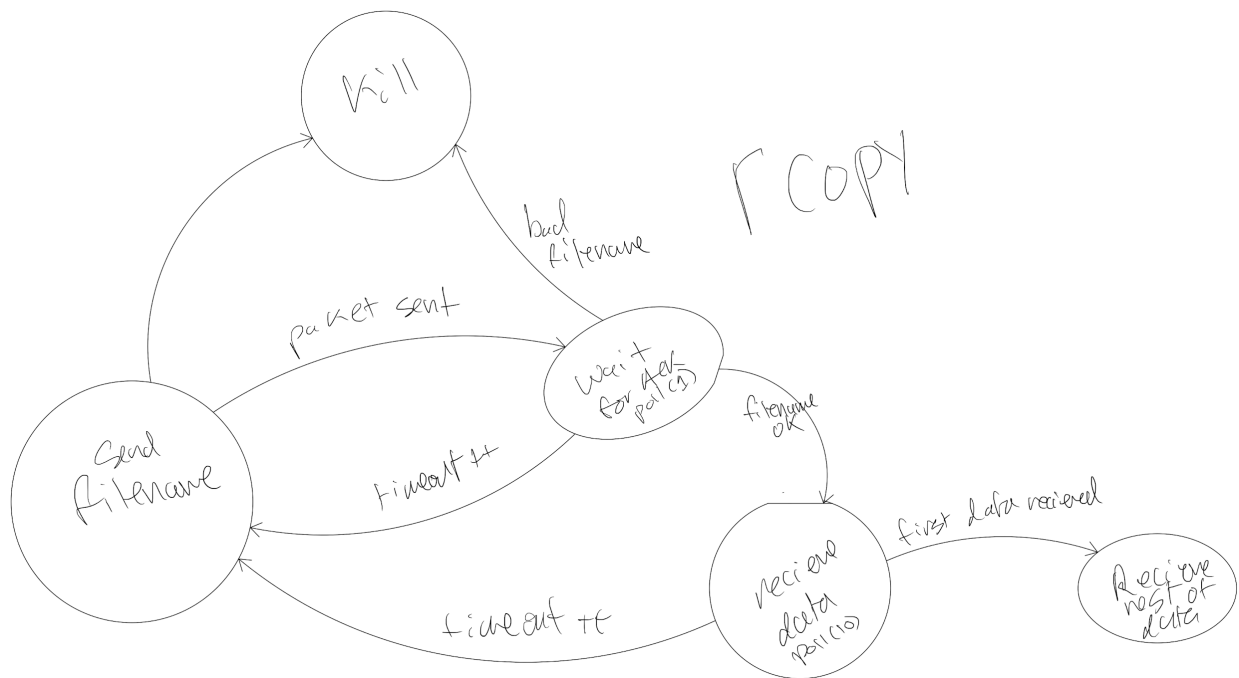 Kill
rcopy
bad
filename
packet sent
wait
for ACK
poll(1)
filename
OK
Send
filename
timeout ++
first data recieved
recieve
data
poll(10)
Recieve
rest of
data
timeout ++